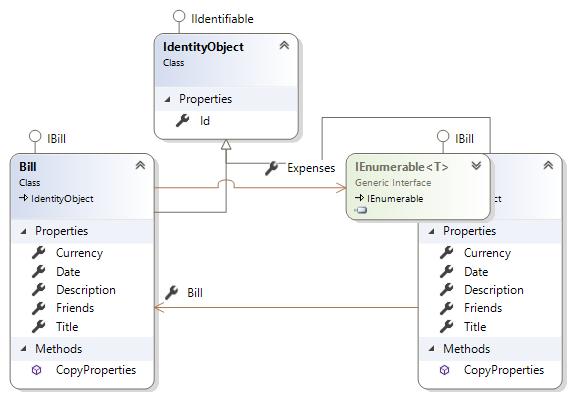 IIdentifiable
IdentityObject
Class
Properties
Id
IBill
Bill
Class
IdentityObject
Properties
Currency
Date
Description
Friends
Title
Methods
CopyProperties
Expenses
Bill
IEnumerable<T>
Generic Interface
IEnumerable
IBill
ct
Properties
Currency
Date
Description
Friends
Title
Methods
CopyProperties